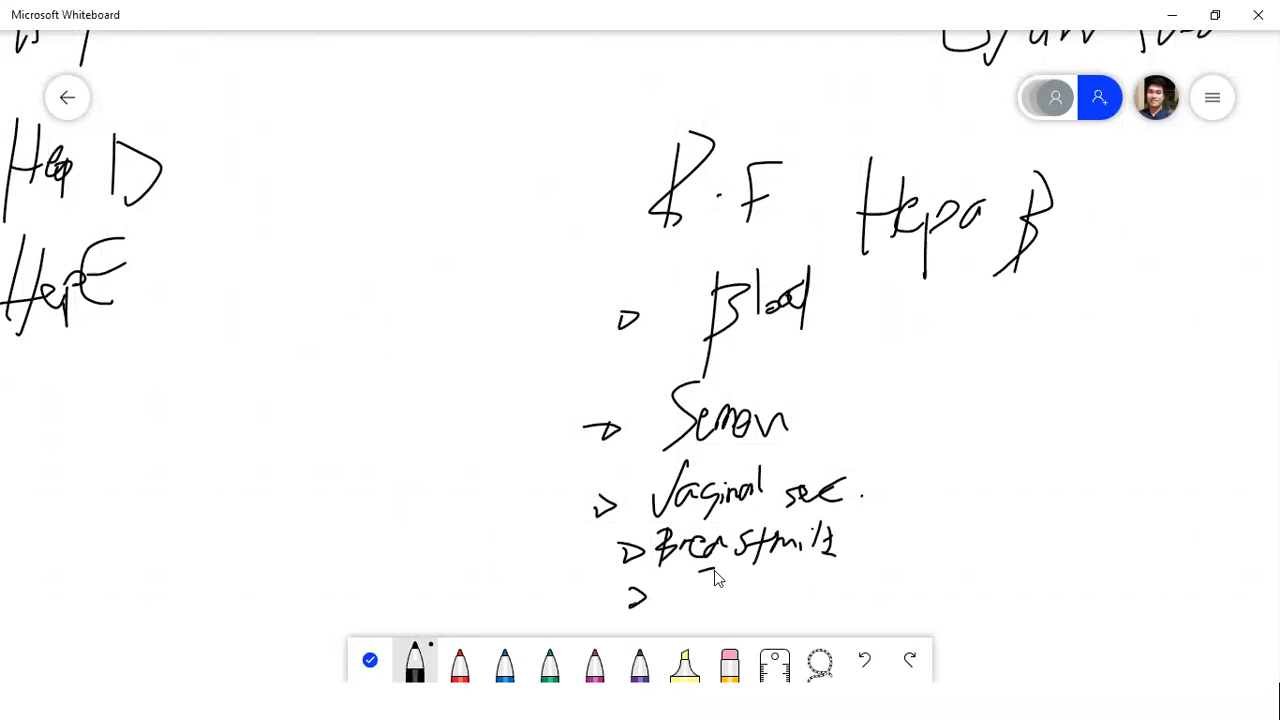 Microsoft Whiteboard
Hep D
HepE
R.F Hepa B
Blood
Semen
Vaginal sec.
Breastmilk